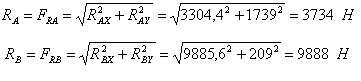 R_A = F_{RA} = √(R_{AX}^2 + R_{AY}^2) = √(3304,4^2 + 1739^2) = 3734 H
R_B = F_{RB} = √(R_{BX}^2 + R_{BY}^2) = √(9885,6^2 + 209^2) = 9888 H